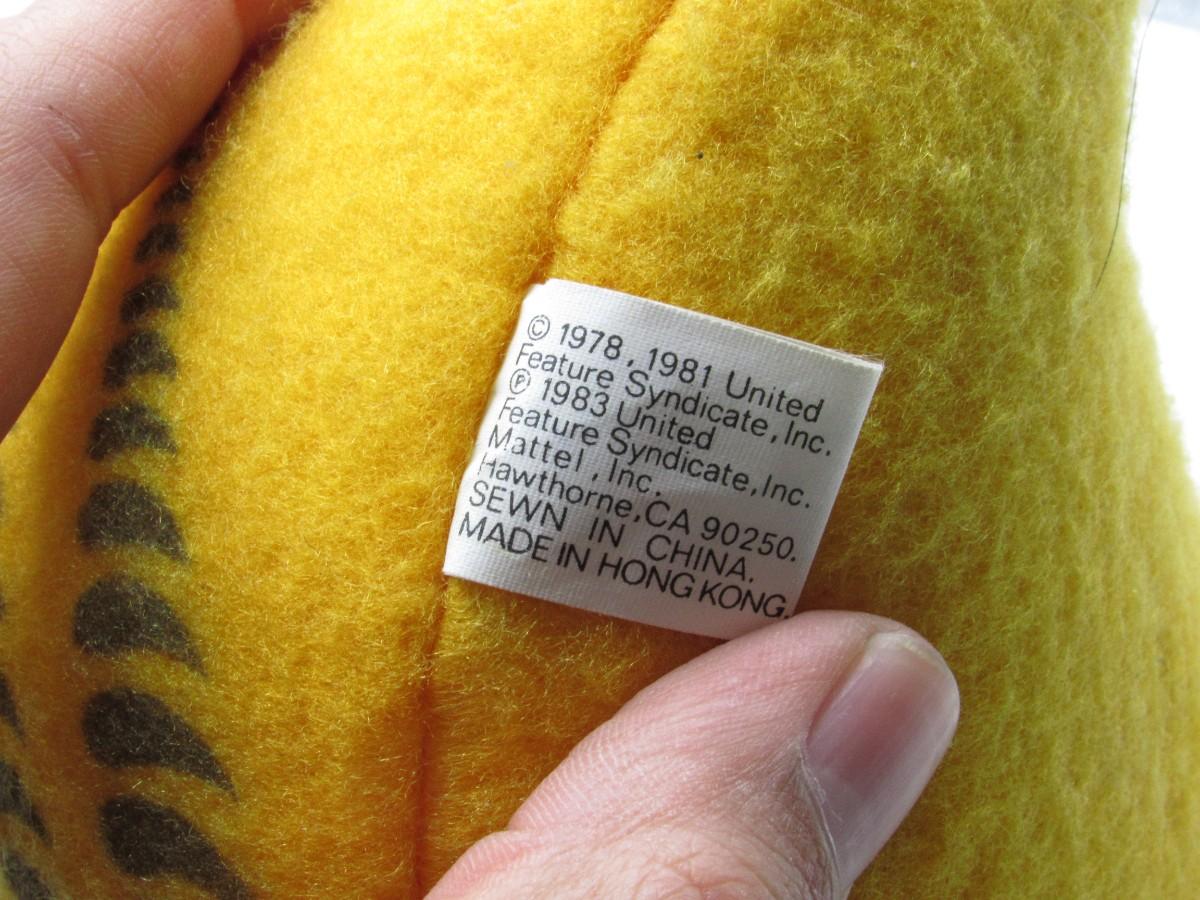 © 1978, 1981 United
Feature Syndicate, Inc.
℗ 1983 United
Feature Syndicate, Inc.
Mattel, Inc.
Hawthorne, CA 90250.
SEWN IN CHINA.
MADE IN HONG KONG.